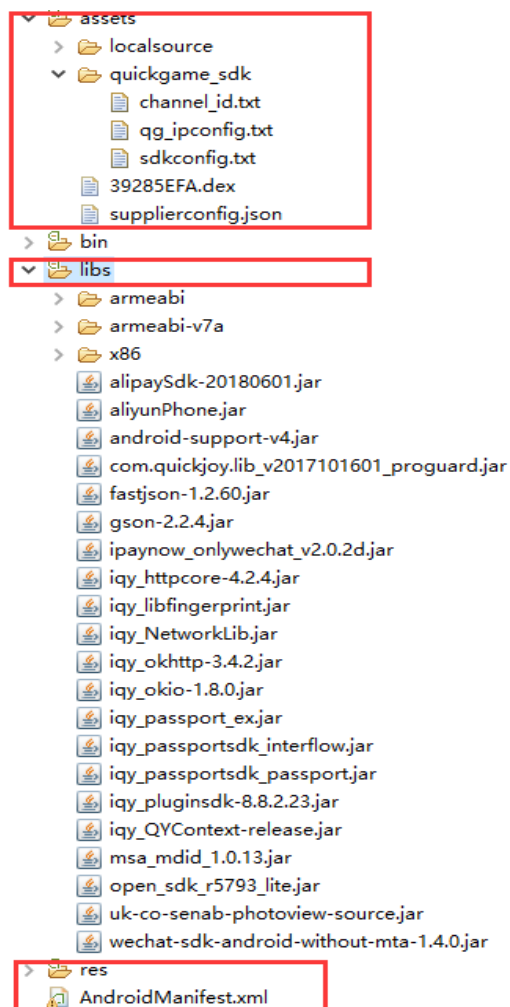 assets
localsource
quickgame_sdk
channel_id.txt
qg_ipconfig.txt
sdkconfig.txt
39285EFA.dex
supplierconfig.json
bin
libs
armeabi
armeabi-v7a
x86
alipaySdk-20180601.jar
aliyunPhone.jar
android-support-v4.jar
com.quickjoy.lib_v2017101601_proguard.jar
fastjson-1.2.60.jar
gson-2.2.4.jar
ipaynow_onlywechat_v2.0.2d.jar
iqy_httpcore-4.2.4.jar
iqy_libfingerprint.jar
iqy_NetworkLib.jar
iqy_okhttp-3.4.2.jar
iqy_okio-1.8.0.jar
iqy_passport_ex.jar
iqy_passportsdk_interflow.jar
iqy_passportsdk_passport.jar
iqy_pluginsdk-8.8.2.23.jar
iqy_QYContext-release.jar
msa_mdid_1.0.13.jar
open_sdk_r5793_lite.jar
uk-co-senab-photoview-source.jar
wechat-sdk-android-without-mta-1.4.0.jar
res
AndroidManifest.xml